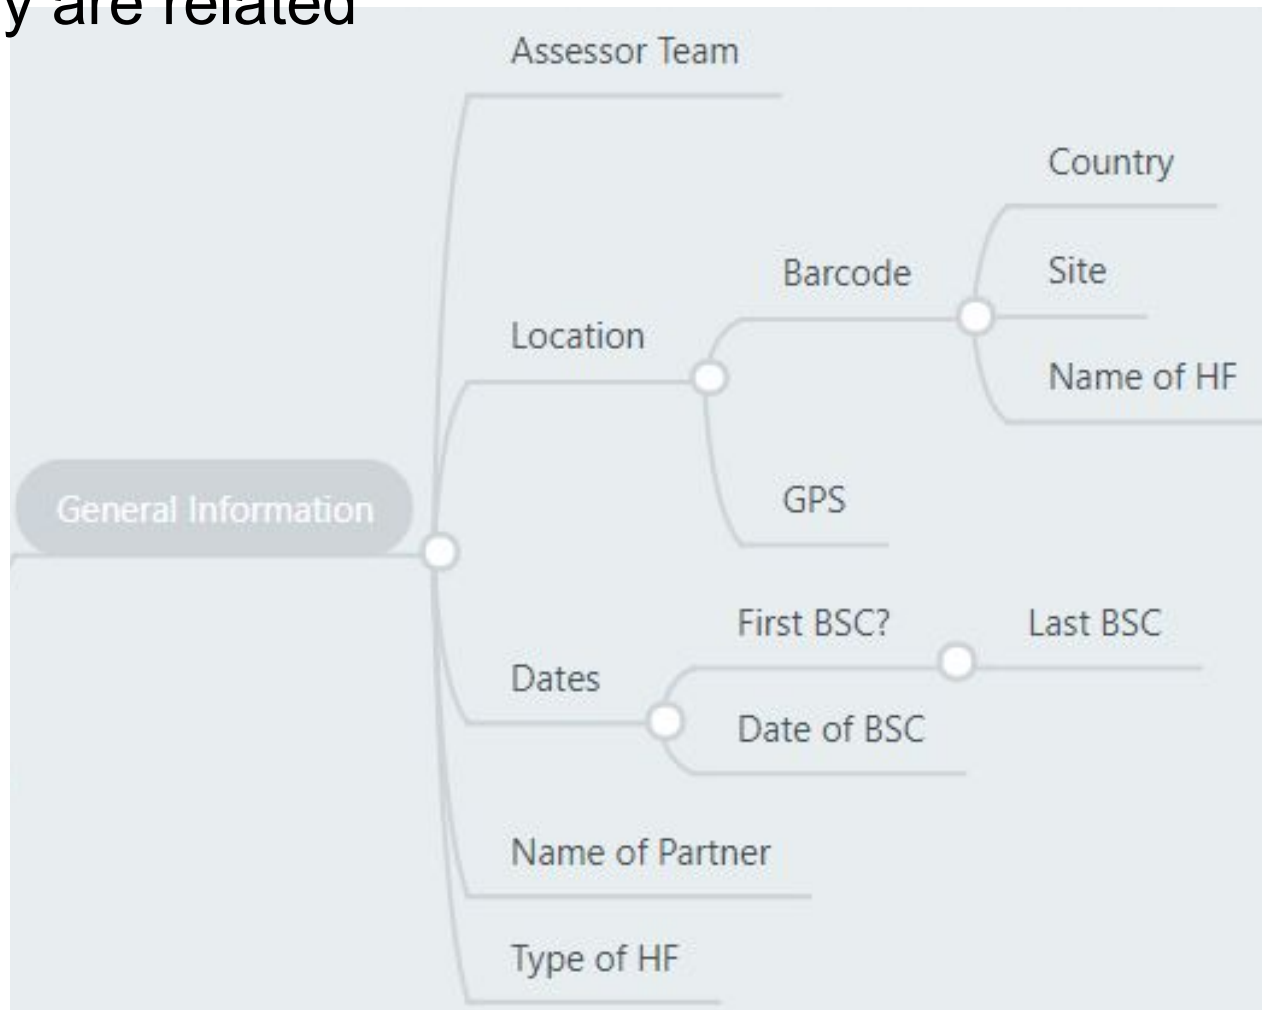 y are related
Assessor Team
Country
Barcode
Site
Location
Name of HF
General Information
GPS
First BSC?
Last BSC
Dates
Date of BSC
Name of Partner
Type of HF